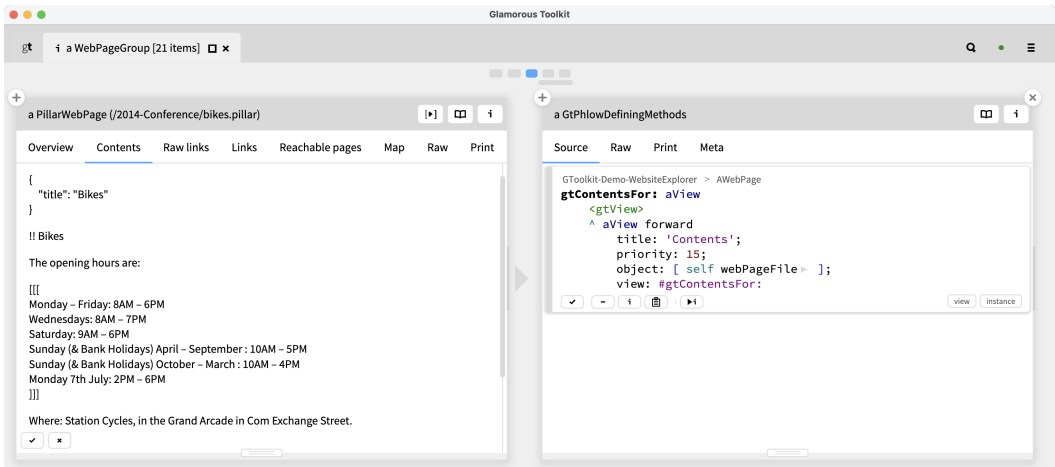 Glamorous Toolkit
gt
i a WebPageGroup [21 items]
a PillarWebPage (/2014-Conference/bikes.pillar)
i
Overview Contents Raw links Links Reachable pages Map Raw Print
{
"title": "Bikes"
}
!! Bikes
The opening hours are:
[[[
Monday – Friday: 8AM – 6PM
Wednesdays: 8AM – 7PM
Saturday: 9AM – 6PM
Sunday (& Bank Holidays) April – September : 10AM – 5PM
Sunday (& Bank Holidays) October – March : 10AM – 4PM
Monday 7th July: 2PM – 6PM
]]]
Where: Station Cycles, in the Grand Arcade in Corn Exchange Street.
a GtPhlowDefiningMethods
i
Source Raw Print Meta
GToolkit-Demo-WebsiteExplorer > AWebPage
gtContentsFor: aView
<gtView>
^ aView forward
title: 'Contents';
priority: 15;
object: [ self webPageFile ];
view: #gtContentsFor:
i
i
view instance